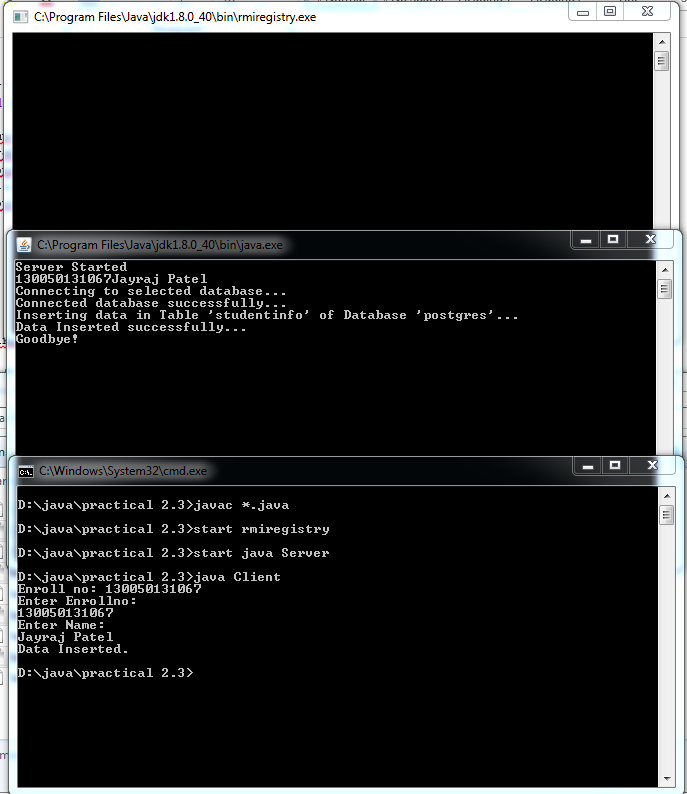 C:\Program Files\Java\jdk1.8.0_40\bin\rmiregistry.exe
C:\Program Files\Java\jdk1.8.0_40\bin\java.exe
Server Started
130050131067Jayraj Patel
Connecting to selected database...
Connected database successfully...
Inserting data in Table 'studentinfo' of Database 'postgres'...
Data Inserted successfully...
Goodbye!
C:\Windows\System32\cmd.exe
D:\java\practical 2.3>javac *.java
D:\java\practical 2.3>start rmiregistry
D:\java\practical 2.3>start java Server
D:\java\practical 2.3>java Client
Enroll no: 130050131067
Enter Enrollno:
130050131067
Enter Name:
Jayraj Patel
Data Inserted.
D:\java\practical 2.3>